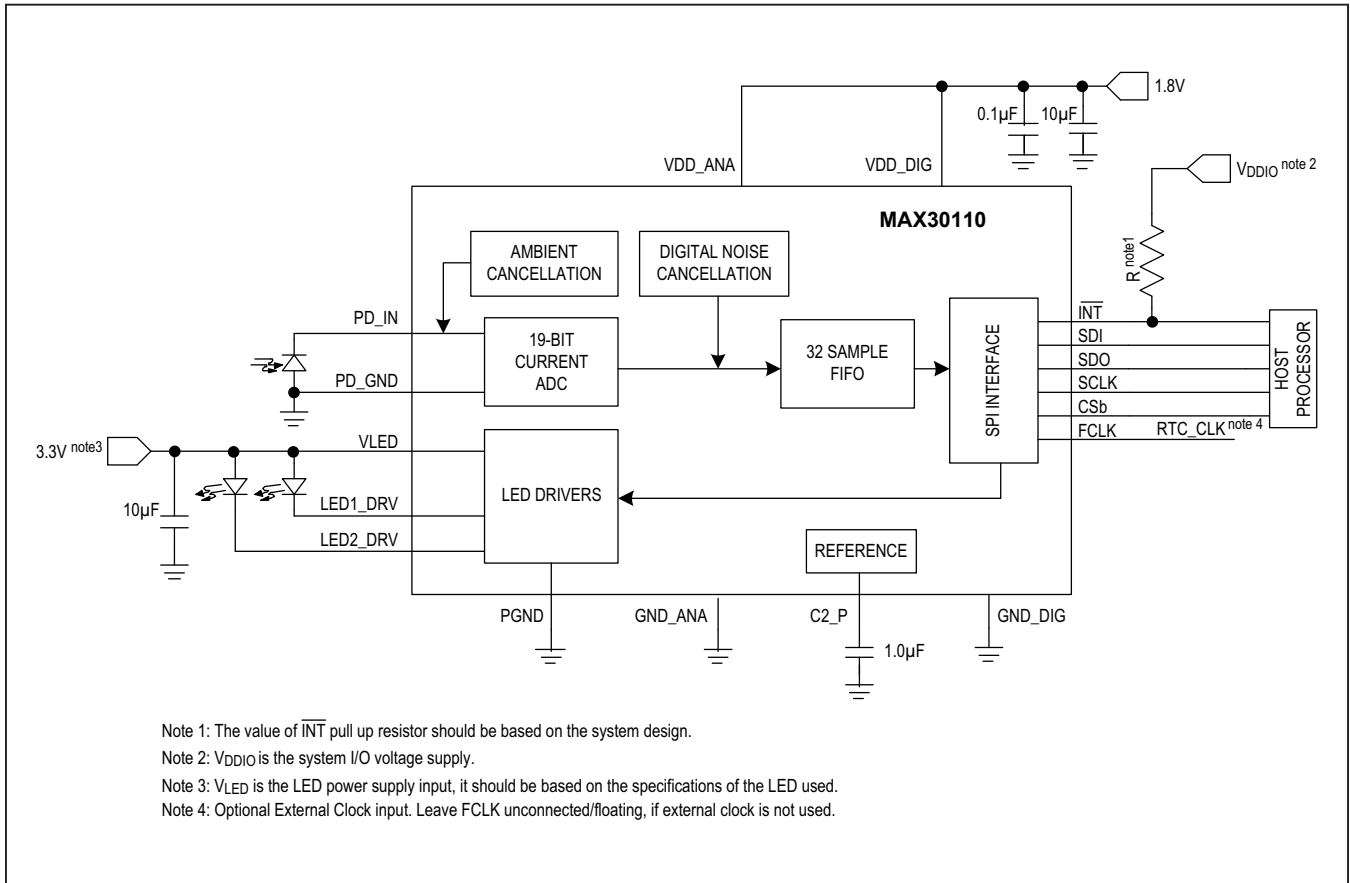 1.8V
0.1µF 10µF
VDD_ANA
VDD_DIG
VDDIO note 2
MAX30110
R note1
AMBIENT
CANCELLATION
DIGITAL NOISE
CANCELLATION
PD_IN
19-BIT
CURRENT
ADC
32 SAMPLE
FIFO
SPI INTERFACE
INT
SDI
SDO
SCLK
CSb
FCLK
RTC_CLK note 4
HOST
PROCESSOR
PD_GND
3.3V note3
VLED
10µF
LED DRIVERS
LED1_DRV
LED2_DRV
REFERENCE
PGND
GND_ANA
C2_P
GND_DIG
1.0µF
Note 1: The value of INT pull up resistor should be based on the system design.
Note 2: VDDIO is the system I/O voltage supply.
Note 3: VLED is the LED power supply input, it should be based on the specifications of the LED used.
Note 4: Optional External Clock input. Leave FCLK unconnected/floating, if external clock is not used.